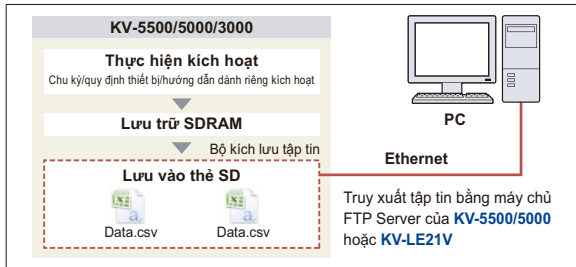 KV-5500/5000/3000
Thực hiện kích hoạt
Chu kỳ/quy định thiết bị/hướng dẫn dành riêng kích hoạt
Lưu trữ SDRAM
Bộ kích lưu tập tin
Lưu vào thẻ SD
Data.csv
Data.csv
PC
Ethernet
Truy xuất tập tin bằng máy chủ
FTP Server của KV-5500/5000
hoặc KV-LE21V